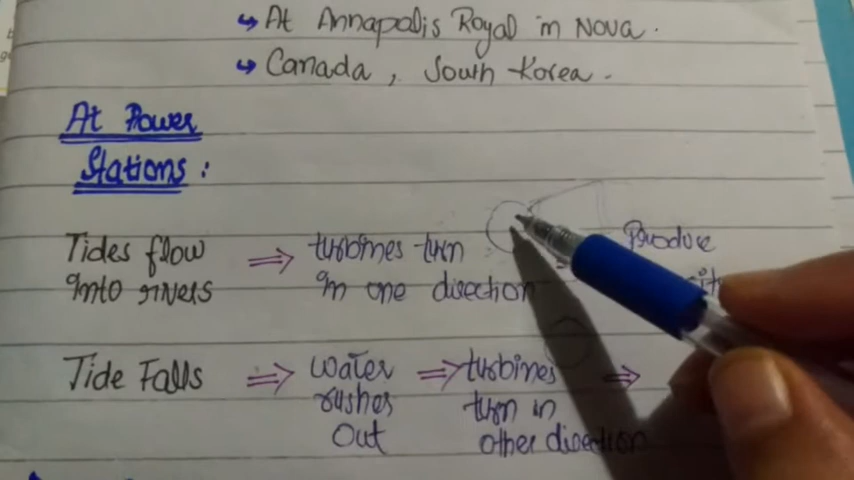 ↳ At Annapolis Royal in Nova.
↳ Canada, South Korea.
At Power
Stations:
Tides flow ⇒ turbines turn Produce
into rivers in one direction
Tide Falls ⇒ water ⇒ turbines ⇒
rushes turn in
Out other direction